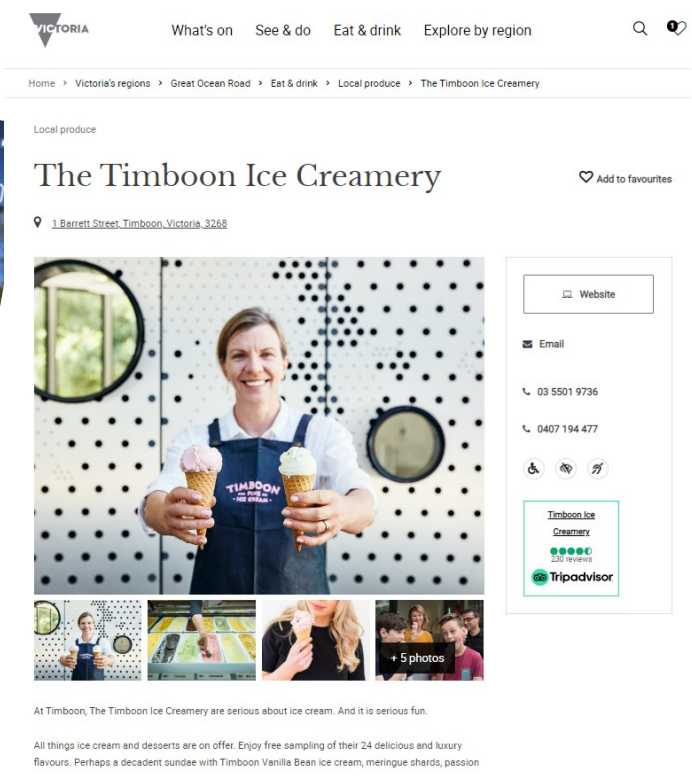 VICTORIA
What's on See & do Eat & drink Explore by region
1
Home > Victoria's regions > Great Ocean Road > Eat & drink > Local produce > The Timboon Ice Creamery
Local produce
The Timboon Ice Creamery
Add to favourites
1 Barrett Street, Timboon, Victoria, 3268
Website
Email
03 5501 9736
0407 194 477
TIMBOON
FINE
ICE CREAM
Timboon Ice
Creamery
230 reviews
Tripadvisor
+ 5 photos
At Timboon, The Timboon Ice Creamery are serious about ice cream. And it is serious fun.
All things ice cream and desserts are on offer. Enjoy free sampling of their 24 delicious and luxury
flavours. Perhaps a decadent sundae with Timboon Vanilla Bean ice cream, meringue shards, passion